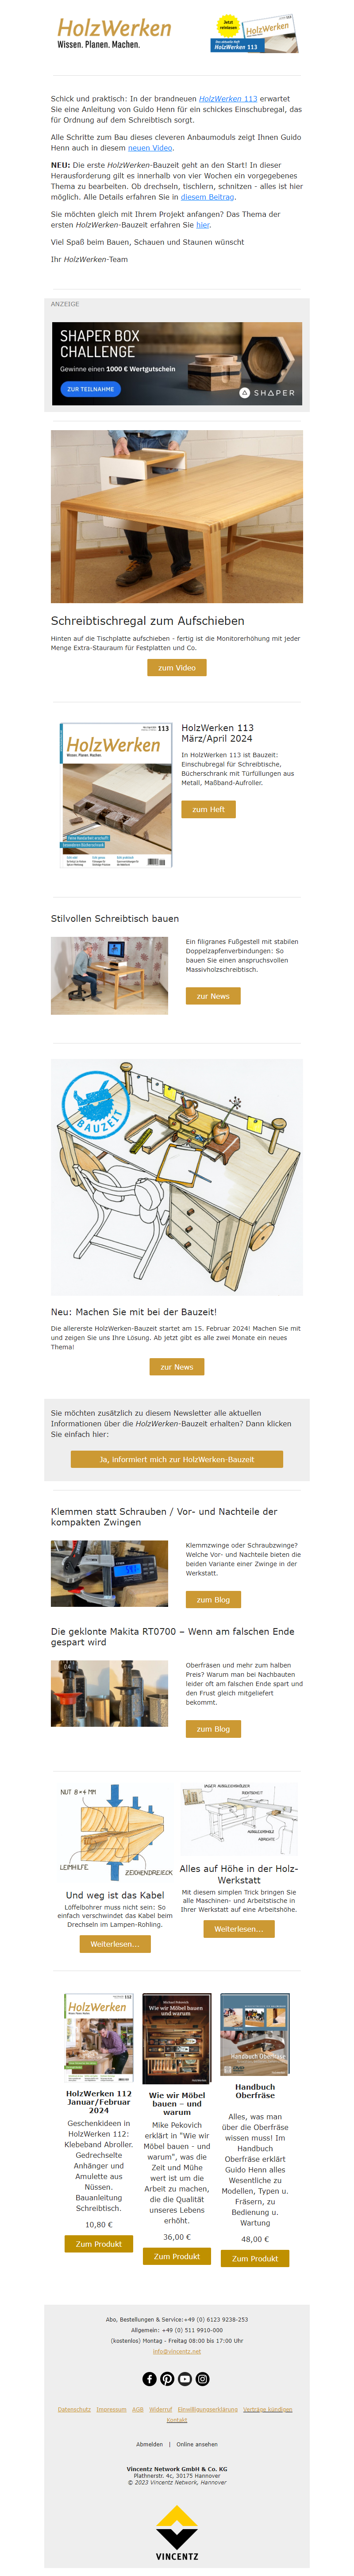 HolzWerken
Wissen. Planen. Machen.
Jetzt
reinlesen!
HolzWerken 113
Schick und praktisch: In der brandneuen HolzWerken 113 erwartet
Sie eine Anleitung von Guido Henn für ein schickes Einschubregal, das
für Ordnung auf dem Schreibtisch sorgt.
Alle Schritte zum Bau dieses cleveren Anbaumoduls zeigt Ihnen Guido
Henn auch in diesem neuen Video.
NEU: Die erste HolzWerken-Bauzeit geht an den Start! In dieser
Herausforderung gilt es innerhalb von vier Wochen ein vorgegebenes
Thema zu bearbeiten. Ob drechseln, tischlern, schnitzen - alles ist hier
möglich. Alle Details erfahren Sie in diesem Beitrag.
Sie möchten gleich mit Ihrem Projekt anfangen? Das Thema der
ersten HolzWerken-Bauzeit erfahren Sie hier.
Viel Spaß beim Bauen, Schauen und Staunen wünscht
Ihr HolzWerken-Team
ANZEIGE
SHAPER BOX
CHALLENGE
Gewinne einen 1000 € Wertgutschein
ZUR TEILNAHME
SHAPER
Schreibtischregal zum Aufschieben
Hinten auf die Tischplatte aufschieben - fertig ist die Monitorerhöhung mit jeder
Menge Extra-Stauraum für Festplatten und Co.
zum Video
113
HolzWerken
Wissen. Planen. Machen.
HolzWerken 113
März/April 2024
In HolzWerken 113 ist Bauzeit:
Einschubregal für Schreibtische,
Bücherschrank mit Türfüllungen aus
Metall, Maßband-Aufroller.
zum Heft
Stilvollen Schreibtisch bauen
Ein filigranes Fußgestell mit stabilen
Doppelzapfenverbindungen: So
bauen Sie einen anspruchsvollen
Massivholzschreibtisch.
zur News
BAUZEIT
Neu: Machen Sie mit bei der Bauzeit!
Die allererste HolzWerken-Bauzeit startet am 15. Februar 2024! Machen Sie mit
und zeigen Sie uns Ihre Lösung. Ab jetzt gibt es alle zwei Monate ein neues
Thema!
zur News
Sie möchten zusätzlich zu diesem Newsletter alle aktuellen
Informationen über die HolzWerken-Bauzeit erhalten? Dann klicken
Sie einfach hier:
Ja, informiert mich zur HolzWerken-Bauzeit
Klemmen statt Schrauben / Vor- und Nachteile der
kompakten Zwingen
Klemmzwinge oder Schraubzwinge?
Welche Vor- und Nachteile bieten die
beiden Variante einer Zwinge in der
Werkstatt.
zum Blog
Die geklonte Makita RT0700 – Wenn am falschen Ende
gespart wird
Oberfräsen und mehr zum halben
Preis? Warum man bei Nachbauten
leider oft am falschen Ende spart und
den Frust gleich mitgeliefert
bekommt.
zum Blog
NUT 8×4 MM
LEIMHILFE
ZEICHENDREIECK
Und weg ist das Kabel
Löffelbohrer muss nicht sein: So
einfach verschwindet das Kabel beim
Drechseln im Lampen-Rohling.
Weiterlesen...
Alles auf Höhe in der Holz-
Werkstatt
Mit diesem simplen Trick bringen Sie
alle Maschinen- und Arbeitstische in
Ihrer Werkstatt auf eine Arbeitshöhe.
Weiterlesen...
HolzWerken
HolzWerken 112
Januar/Februar
2024
Geschenkideen in
HolzWerken 112:
Klebeband Abroller.
Gedrechselte
Anhänger und
Amulette aus
Nüssen.
Bauanleitung
Schreibtisch.
10,80 €
Zum Produkt
Wie wir Möbel bauen
und warum
Wie wir Möbel
bauen – und
warum
Mike Pekovich
erklärt in "Wie wir
Möbel bauen - und
warum", was die
Zeit und Mühe
wert ist um die
Arbeit zu machen,
die die Qualität
unseres Lebens
erhöht.
36,00 €
Zum Produkt
Handbuch Oberfräse
Handbuch
Oberfräse
Alles, was man
über die Oberfräse
wissen muss! Im
Handbuch
Oberfräse erklärt
Guido Henn alles
Wesentliche zu
Modellen, Typen u.
Fräsern, zu
Bedienung u.
Wartung
48,00 €
Zum Produkt
Abo, Bestellungen & Service:+49 (0) 6123 9238-253
Allgemein: +49 (0) 511 9910-000
(kostenlos) Montag - Freitag 08:00 bis 17:00 Uhr
info@vincentz.net
Datenschutz Impressum AGB Widerruf Einwilligungserklärung Verträge kündigen
Kontakt
Abmelden | Online ansehen
Vincentz Network GmbH & Co. KG
Plathnerstr. 4c, 30175 Hannover
© 2023 Vincentz Network, Hannover
VINCENTZ